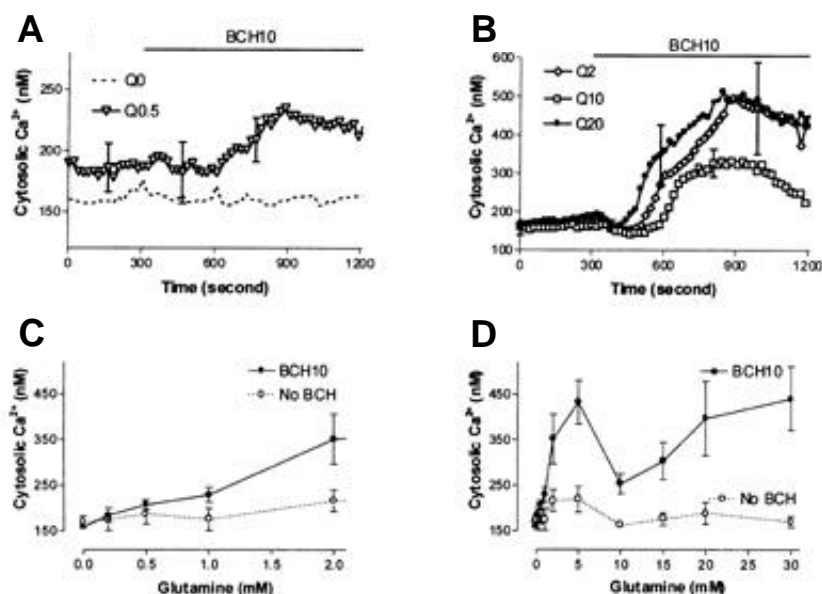 A
BCH10
Q0
Q0.5
Cytosolic Ca²⁺ (nM)
250
200
150
0 300 600 900 1200
Time (second)
B
BCH10
Q2
Q10
Q20
Cytosolic Ca²⁺ (nM)
600
500
400
300
200
100
0 300 600 900 1200
Time (second)
C
BCH10
No BCH
Cytosolic Ca²⁺ (nM)
450
350
250
150
0.0 0.5 1.0 1.5 2.0
Glutamine (mM)
D
BCH10
No BCH
Cytosolic Ca²⁺ (nM)
450
350
250
150
0 5 10 15 20 25 30
Glutamine (mM)